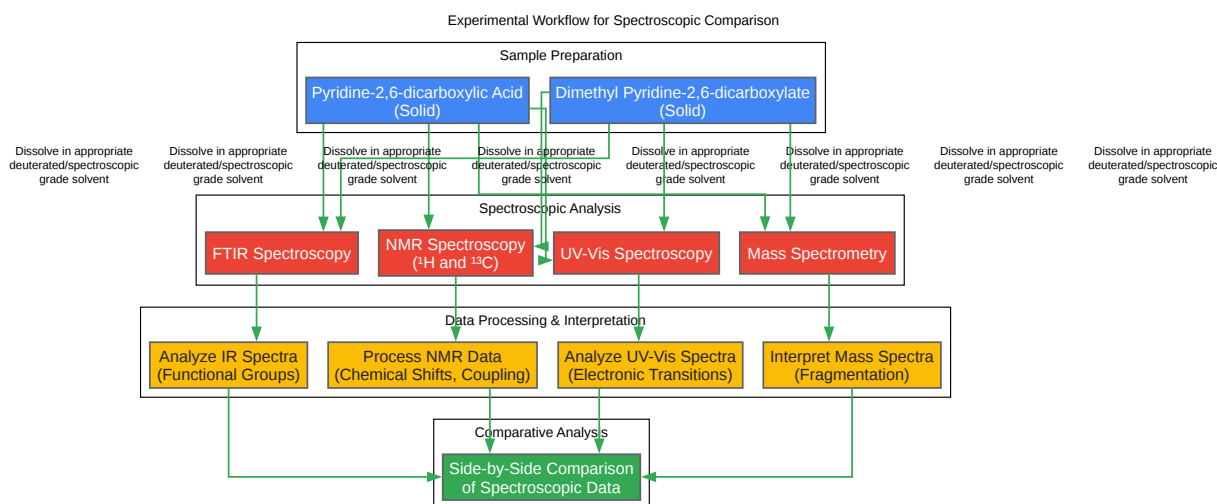 Experimental Workflow for Spectroscopic Comparison
Sample Preparation
Pyridine-2,6-dicarboxylic Acid
(Solid)
Dimethyl Pyridine-2,6-dicarboxylate
(Solid)
Dissolve in appropriate
deuterated/spectroscopic
grade solvent
Dissolve in appropriate
deuterated/spectroscopic
grade solvent
Dissolve in appropriate
deuterated/spectroscopic
grade solvent
Dissolve in appropriate
deuterated/spectroscopic
grade solvent
Dissolve in appropriate
deuterated/spectroscopic
grade solvent
Dissolve in appropriate
deuterated/spectroscopic
grade solvent
Dissolve in appropriate
deuterated/spectroscopic
grade solvent
Dissolve in appropriate
deuterated/spectroscopic
grade solvent
Spectroscopic Analysis
FTIR Spectroscopy
NMR Spectroscopy
(¹H and ¹³C)
UV-Vis Spectroscopy
Mass Spectrometry
Data Processing & Interpretation
Analyze IR Spectra
(Functional Groups)
Process NMR Data
(Chemical Shifts, Coupling)
Analyze UV-Vis Spectra
(Electronic Transitions)
Interpret Mass Spectra
(Fragmentation)
Comparative Analysis
Side-by-Side Comparison
of Spectroscopic Data